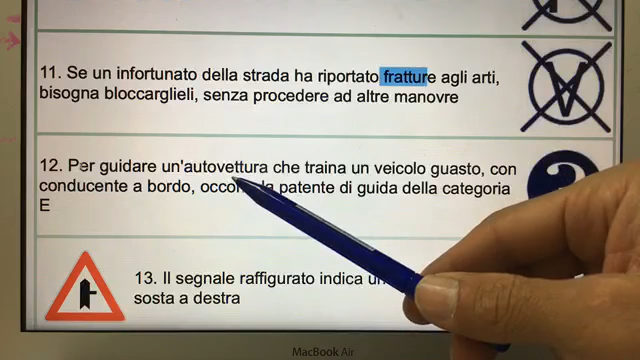 11. Se un infortunato della strada ha riportato fratture agli arti,
bisogna bloccarglieli, senza procedere ad altre manovre
12. Per guidare un'autovettura che traina un veicolo guasto, con
conducente a bordo, la patente di guida della categoria
E
13. Il segnale raffigurato indica
sosta a destra
MacBook Air